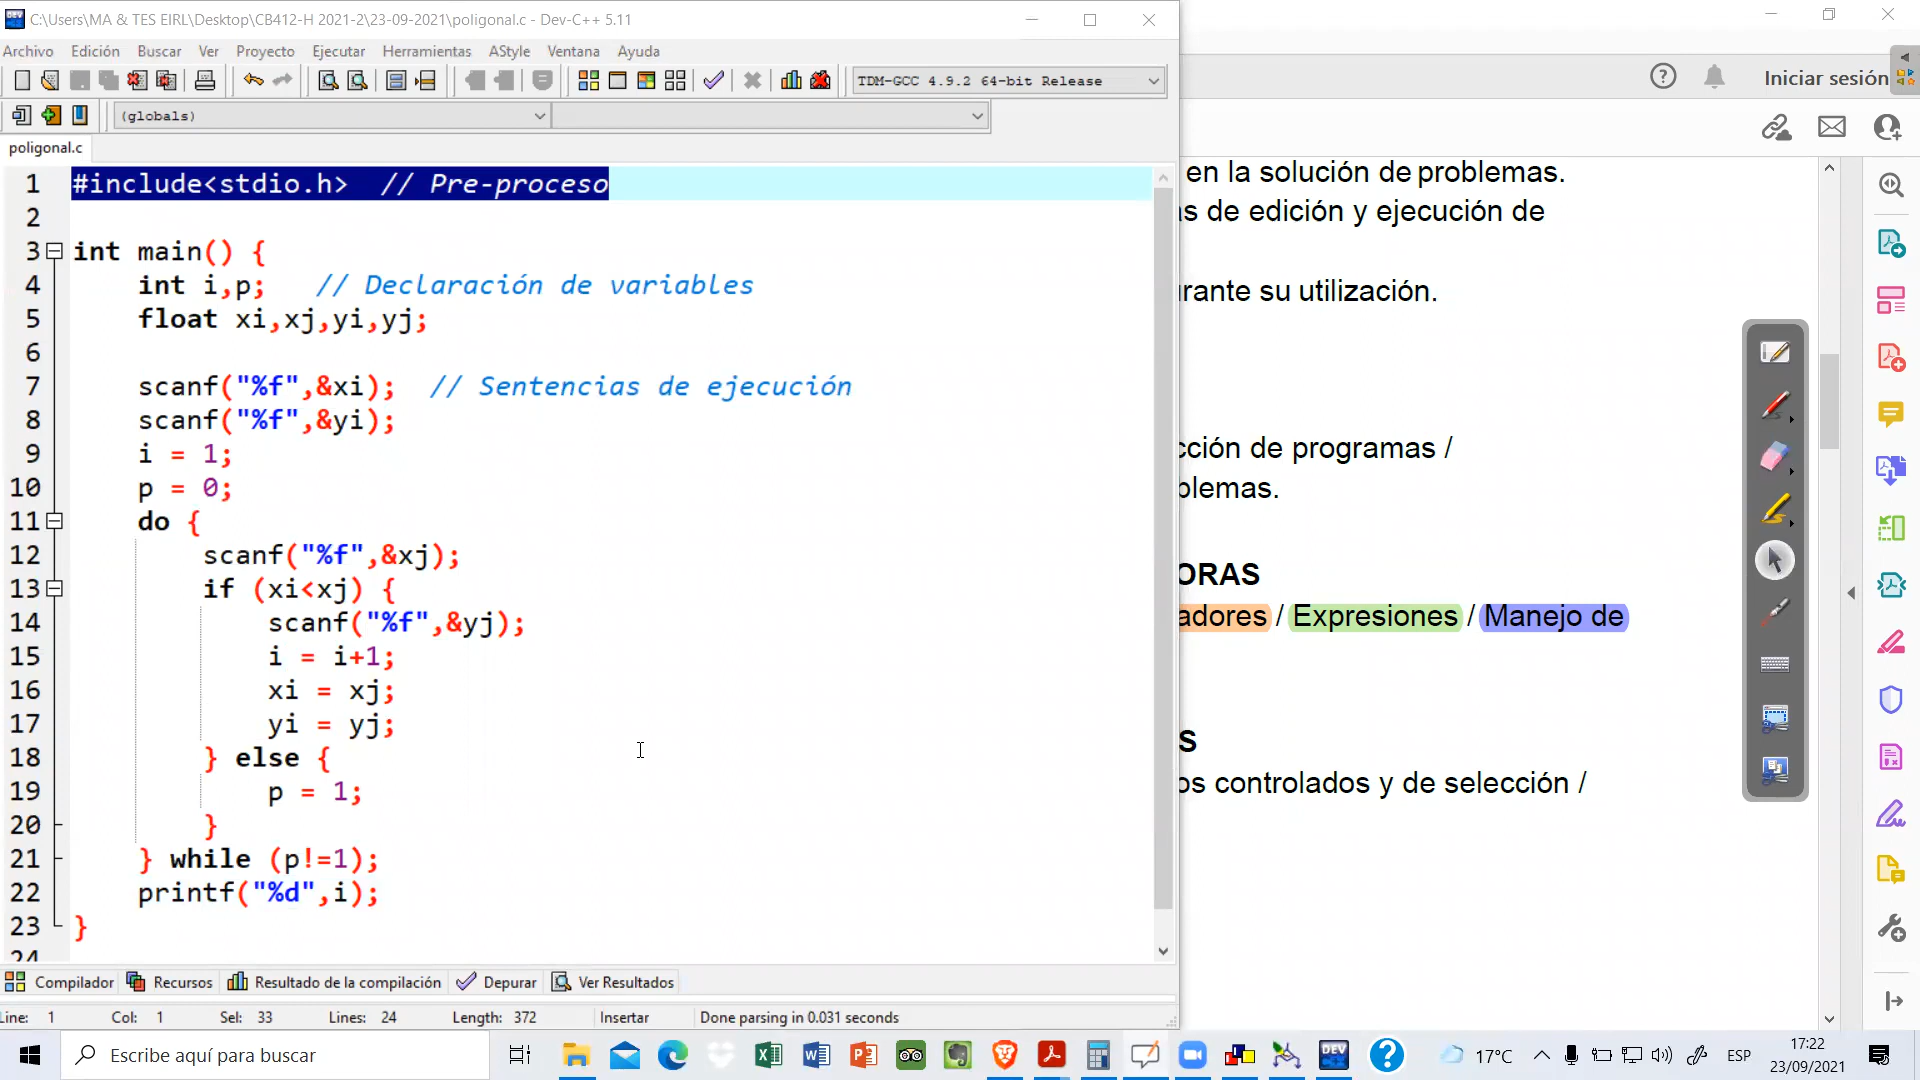 C:\Users\MA & TES EIRL\Desktop\CB412-H 2021-2\23-09-2021\poligonal.c - Dev-C++ 5.11
Archivo Edición Buscar Ver Proyecto Ejecutar Herramientas AStyle Ventana Ayuda
TDM-GCC 4.9.2 64-bit Release
(globals)
poligonal.c
1 #include<stdio.h>  // Pre-proceso
2
3 int main() {
4     int i,p;   // Declaración de variables
5     float xi,xj,yi,yj;
6
7     scanf("%f",&xi);  // Sentencias de ejecución
8     scanf("%f",&yi);
9     i = 1;
10     p = 0;
11     do {
12         scanf("%f",&xj);
13         if (xi<xj) {
14             scanf("%f",&yj);
15             i = i+1;
16             xi = xj;
17             yi = yj;
18         } else {
19             p = 1;
20         }
21     } while (p!=1);
22     printf("%d",i);
23 }
24
Compilador Recursos Resultado de la compilación Depurar Ver Resultados
Line: 1 Col: 1 Sel: 33 Lines: 24 Length: 372 Insertar Done parsing in 0.031 seconds
Iniciar sesión
en la solución de problemas.
as de edición y ejecución de
urante su utilización.
cción de programas /
blemas.
ORAS
adores / Expresiones / Manejo de
S
os controlados y de selección /
Escribe aquí para buscar
DEV
17°C
ESP
17:22
23/09/2021